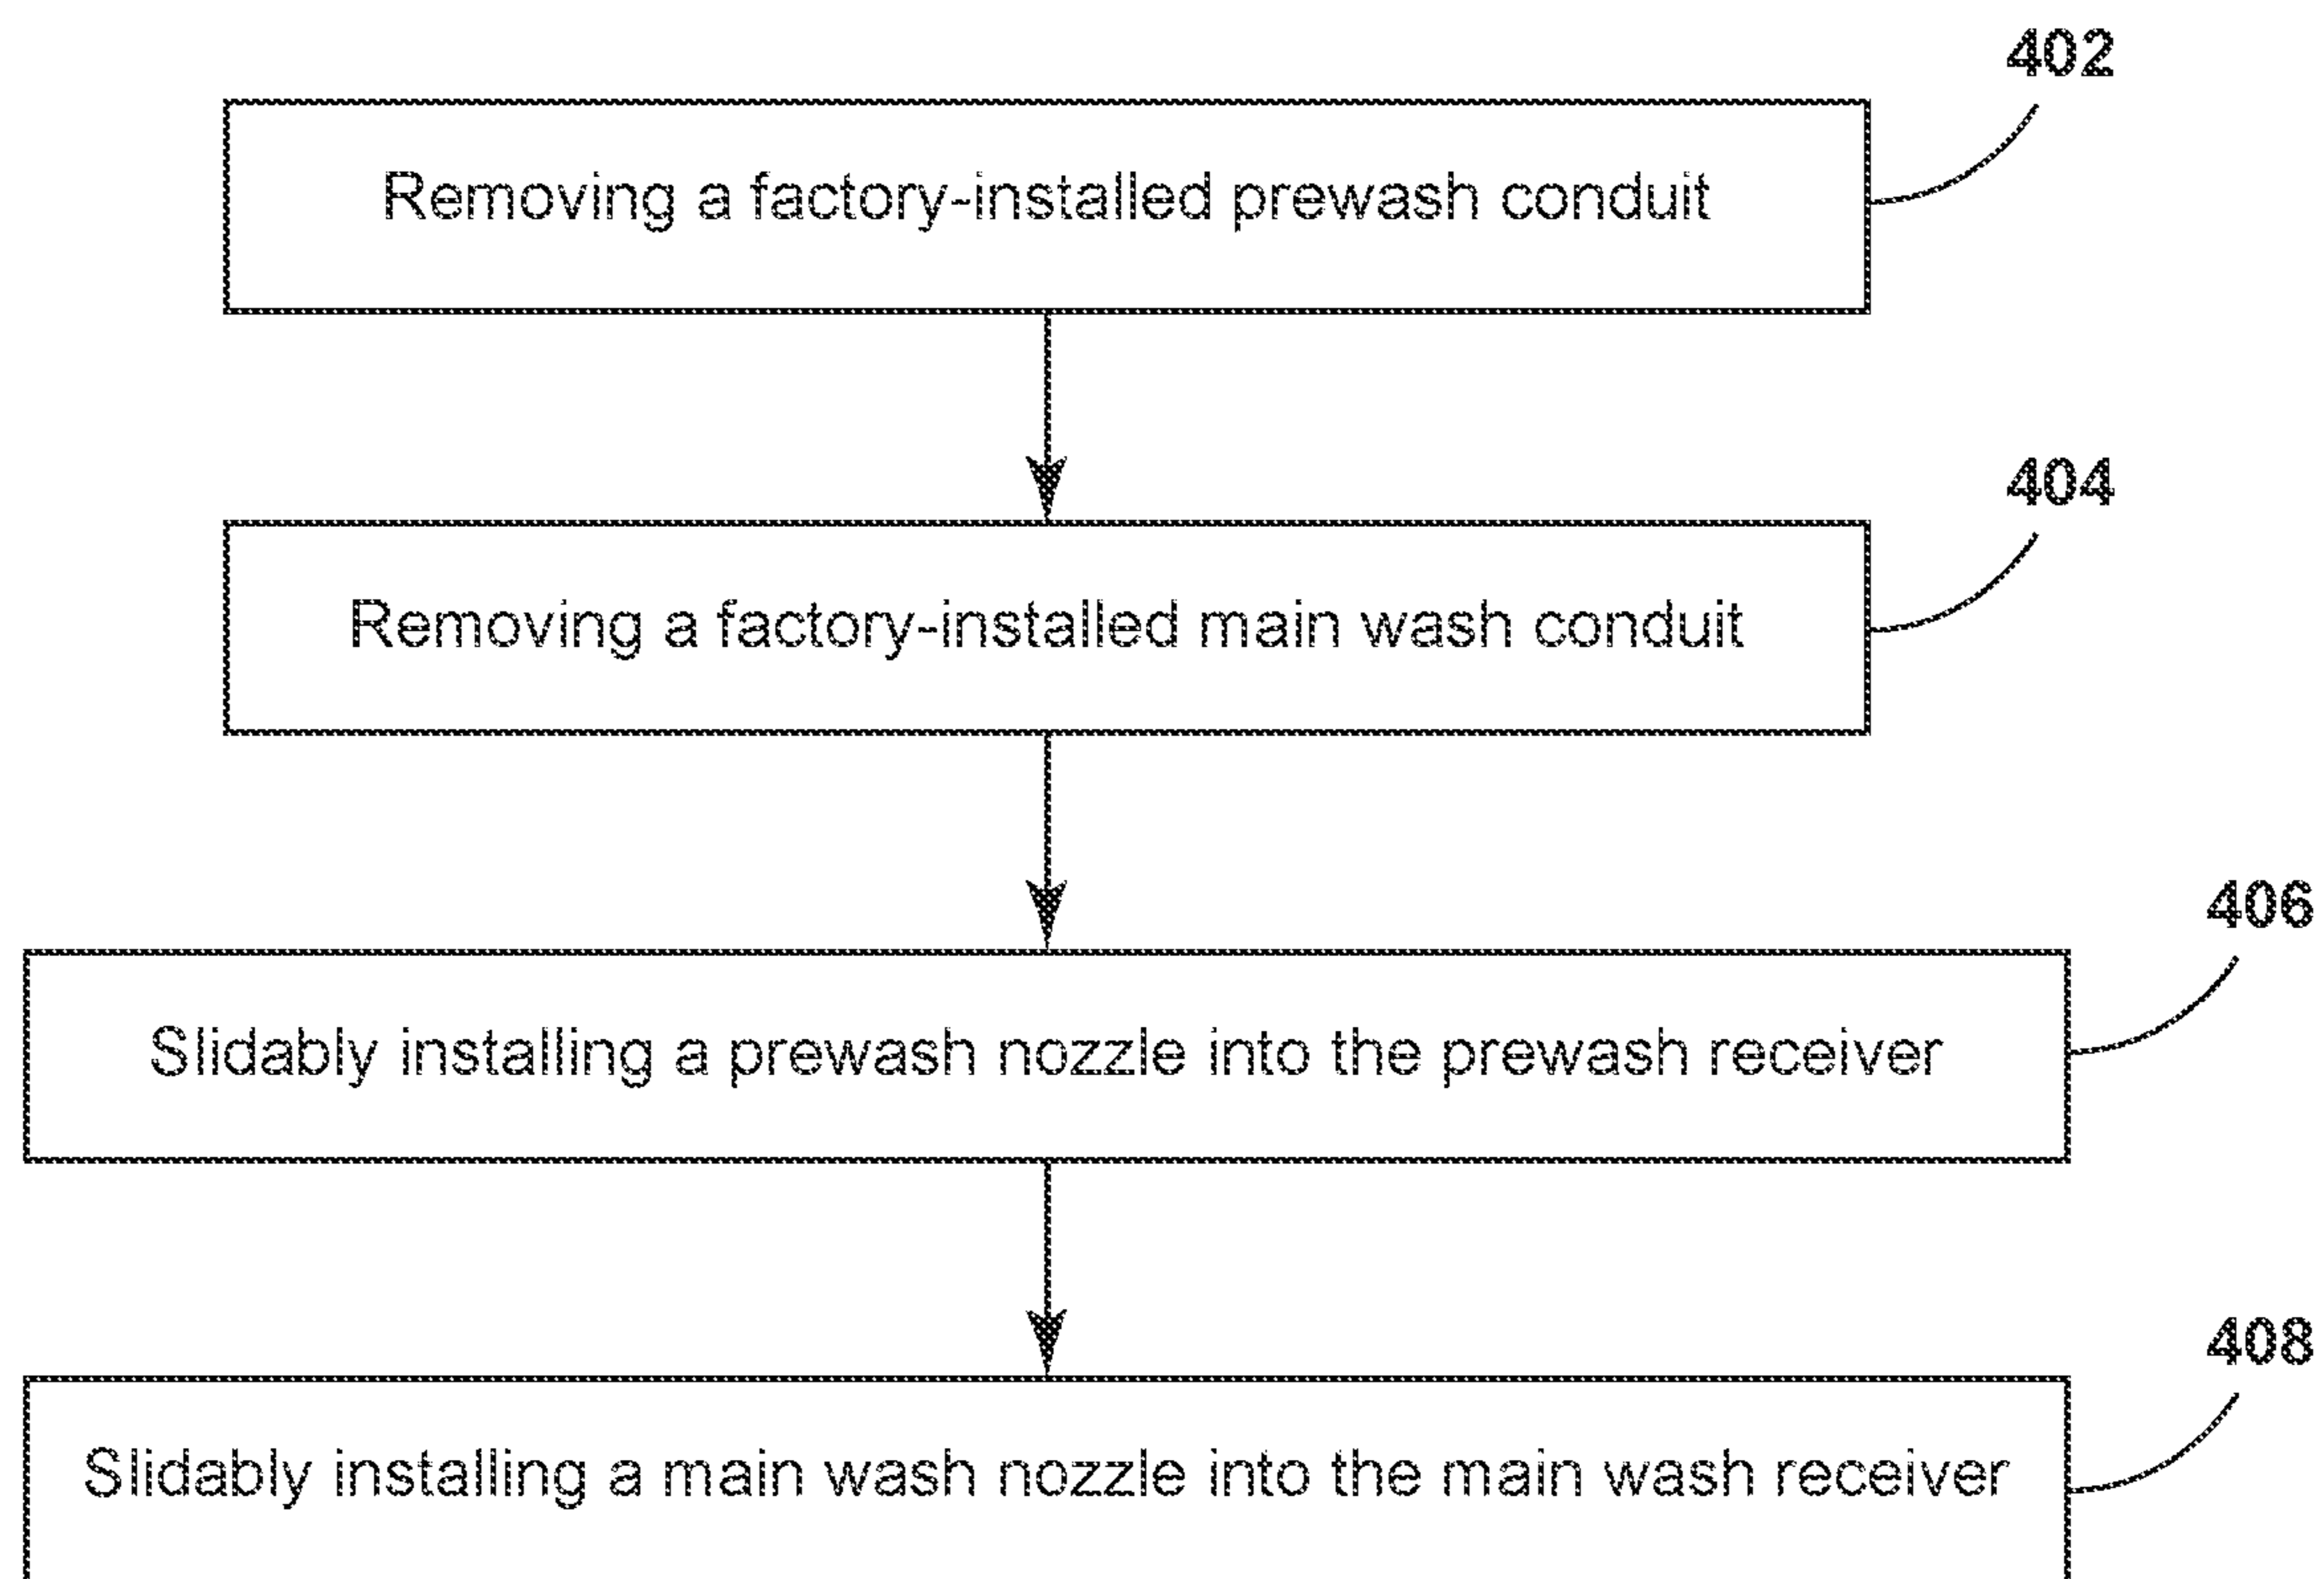 402
Removing a factory-installed prewash conduit
404
Removing a factory-installed main wash conduit
406
Slidably installing a prewash nozzle into the prewash receiver
408
Slidably installing a main wash nozzle into the main wash receiver